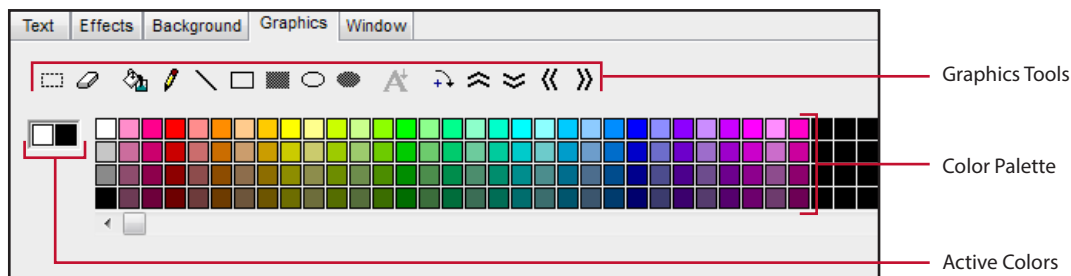 Text Effects Background Graphics Window
A
Graphics Tools
Color Palette
Active Colors